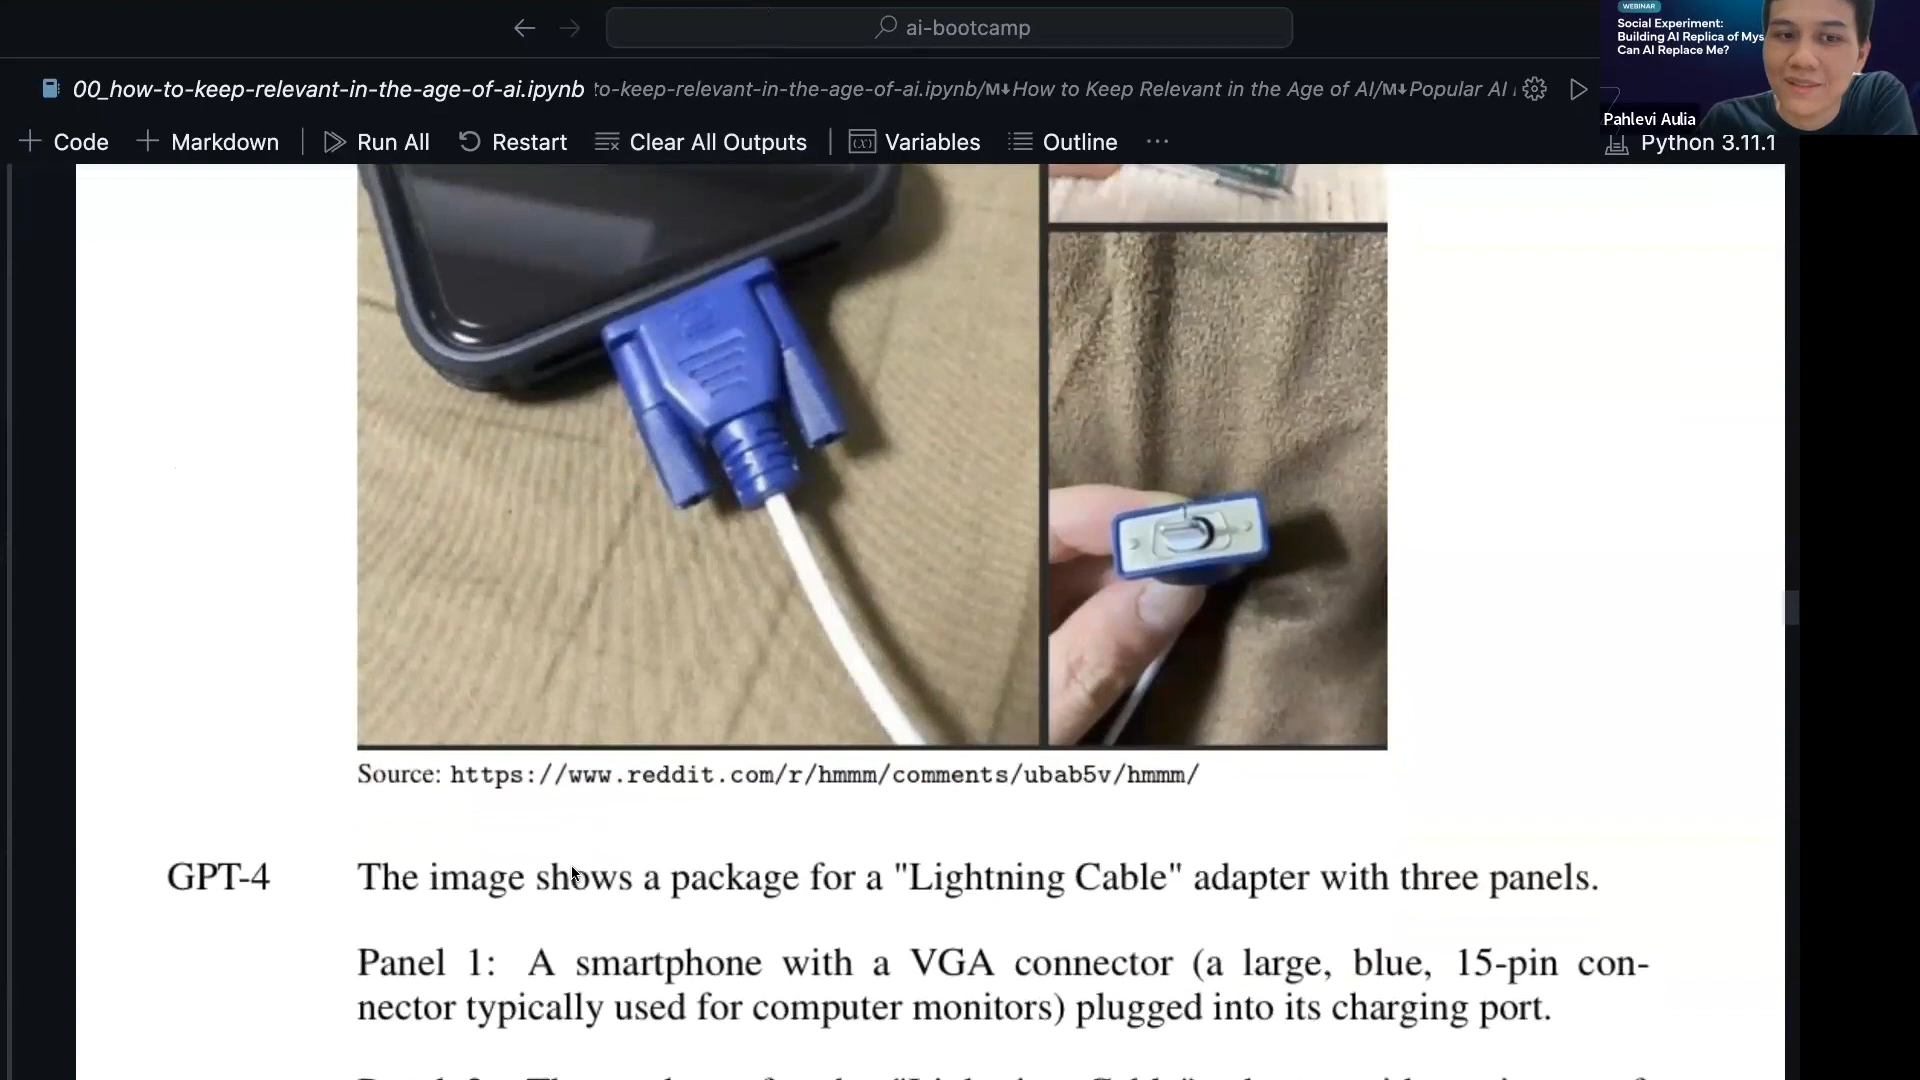 ai-bootcamp
WEBINAR
Social Experiment:
Building AI Replica of Mys
Can AI Replace Me?
Pahlevi Aulia
00_how-to-keep-relevant-in-the-age-of-ai.ipynb to-keep-relevant-in-the-age-of-ai.ipynb/M↓How to Keep Relevant in the Age of AI/M↓Popular AI
+ Code + Markdown | Run All Restart Clear All Outputs | Variables Outline ··· Python 3.11.1
Source: https://www.reddit.com/r/hmmm/comments/ubab5v/hmmm/
GPT-4 The image shows a package for a "Lightning Cable" adapter with three panels.
Panel 1: A smartphone with a VGA connector (a large, blue, 15-pin con-
nector typically used for computer monitors) plugged into its charging port.